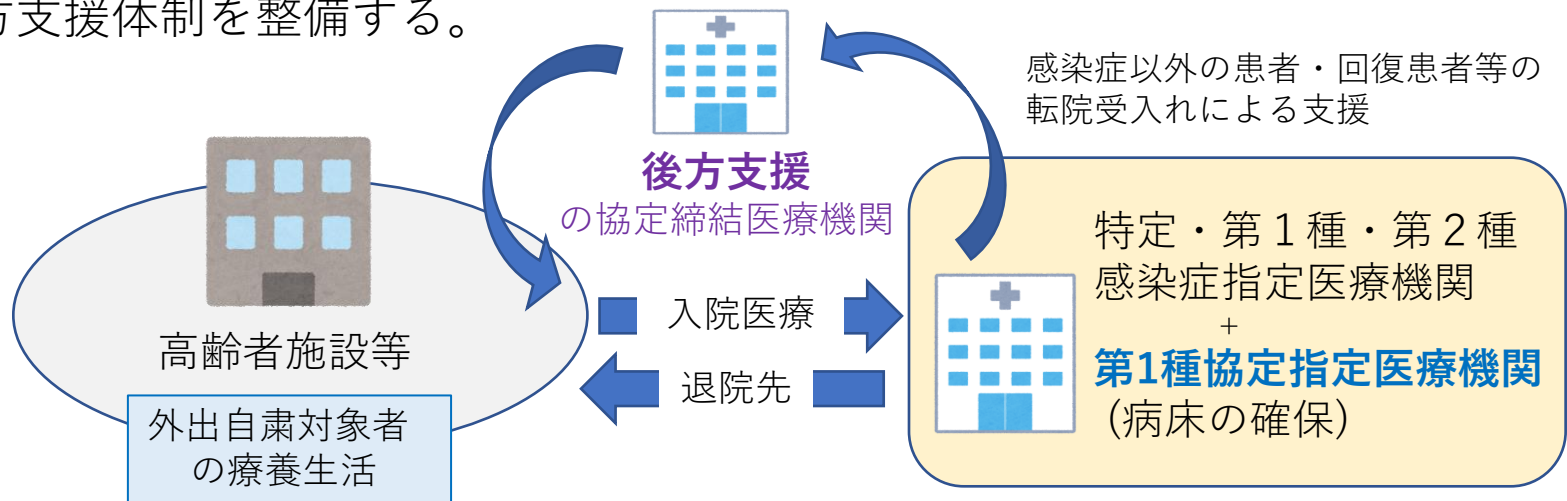 方支援体制を整備する。
感染症以外の患者・回復患者等の
転院受入れによる支援
後方支援
の協定締結医療機関
特定・第１種・第２種
感染症指定医療機関
+
第1種協定指定医療機関
(病床の確保)
入院医療
退院先
高齢者施設等
外出自粛対象者
の療養生活